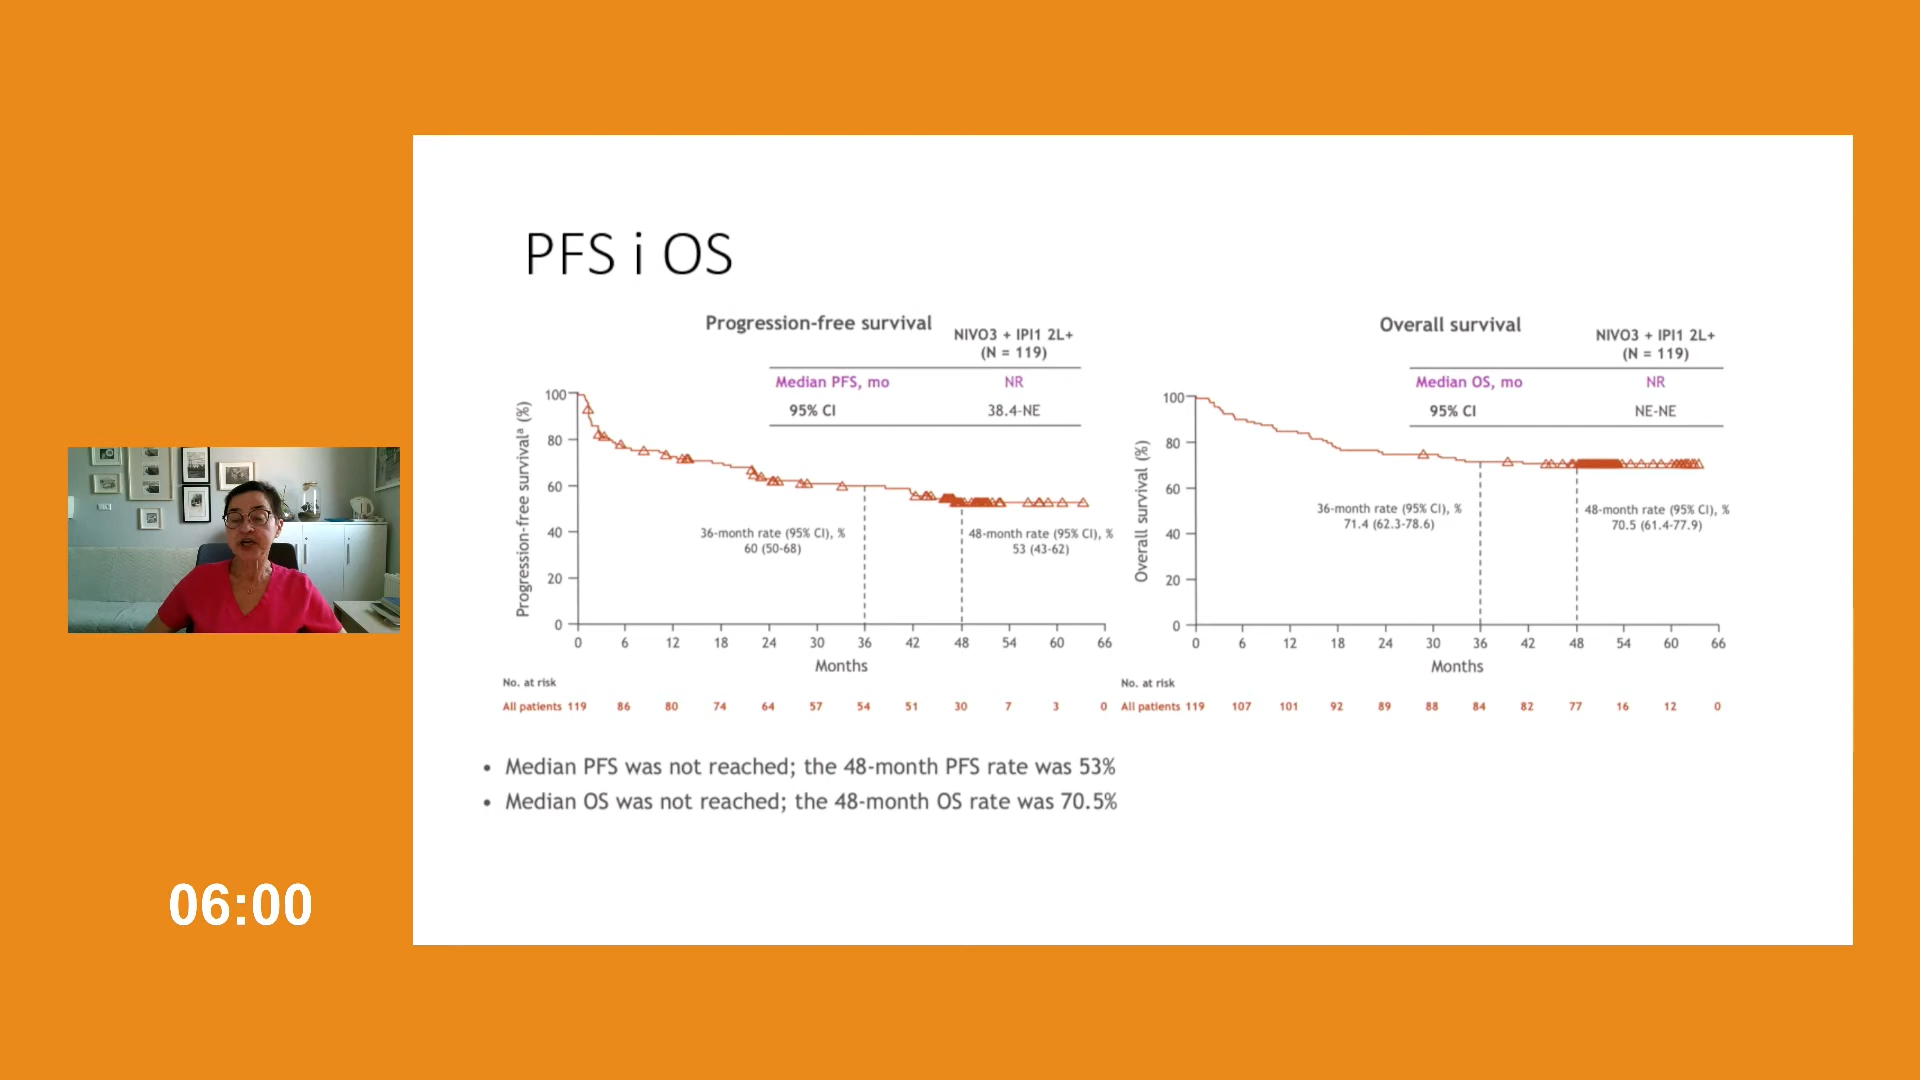 PFS i OS
Progression-free survival
NIVO3 + IPI1 2L+
(N = 119)
Median PFS, mo NR
95% CI 38.4-NE
Progression-free survivalᵃ (%)
100
80
60
40
20
0
36-month rate (95% CI), %
60 (50-68)
48-month rate (95% CI), %
53 (43-62)
0 6 12 18 24 30 36 42 48 54 60 66
Months
No. at risk
All patients 119 86 80 74 64 57 54 51 30 7 3 0
Overall survival
NIVO3 + IPI1 2L+
(N = 119)
Median OS, mo NR
95% CI NE-NE
Overall survival (%)
100
80
60
40
20
0
36-month rate (95% CI), %
71.4 (62.3-78.6)
48-month rate (95% CI), %
70.5 (61.4-77.9)
0 6 12 18 24 30 36 42 48 54 60 66
Months
No. at risk
All patients 119 107 101 92 89 88 84 82 77 16 12 0
• Median PFS was not reached; the 48-month PFS rate was 53%
• Median OS was not reached; the 48-month OS rate was 70.5%
06:00